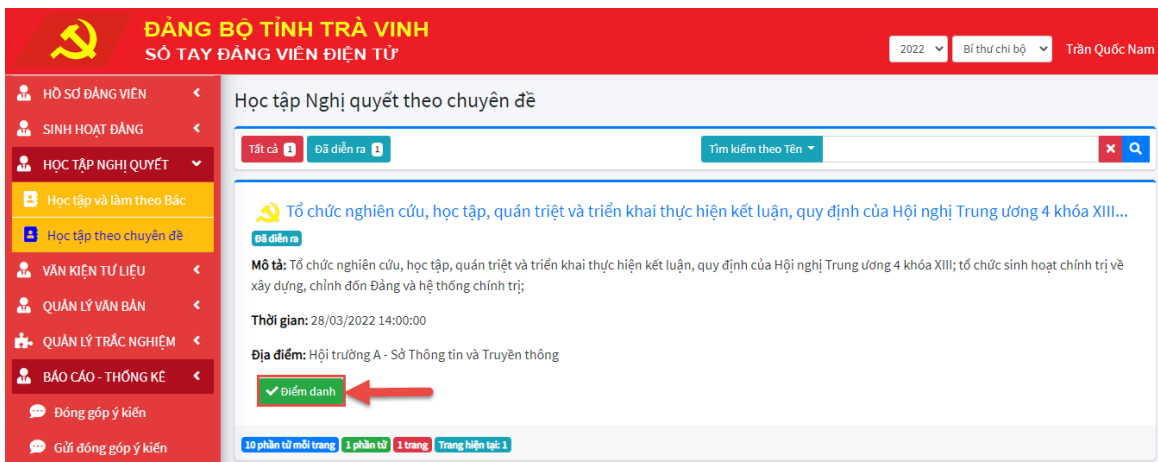 ĐẢNG BỘ TỈNH TRÀ VINH
SỔ TAY ĐẢNG VIÊN ĐIỆN TỬ
2022
Bí thư chi bộ
Trần Quốc Nam
HỒ SƠ ĐẢNG VIÊN
SINH HOẠT ĐẢNG
HỌC TẬP NGHỊ QUYẾT
Học tập và làm theo Bác
Học tập theo chuyên đề
VĂN KIỆN TƯ LIỆU
QUẢN LÝ VĂN BẢN
QUẢN LÝ TRẮC NGHIỆM
BÁO CÁO - THỐNG KÊ
Đóng góp ý kiến
Gửi đóng góp ý kiến
Học tập Nghị quyết theo chuyên đề
Tất cả 1
Đã diễn ra 1
Tìm kiếm theo Tên
Tổ chức nghiên cứu, học tập, quán triệt và triển khai thực hiện kết luận, quy định của Hội nghị Trung ương 4 khóa XIII...
Đã diễn ra
Mô tả: Tổ chức nghiên cứu, học tập, quán triệt và triển khai thực hiện kết luận, quy định của Hội nghị Trung ương 4 khóa XIII; tổ chức sinh hoạt chính trị về
xây dựng, chỉnh đốn Đảng và hệ thống chính trị;
Thời gian: 28/03/2022 14:00:00
Địa điểm: Hội trường A - Sở Thông tin và Truyền thông
Điểm danh
10 phần tử mỗi trang 1 phần tử 1 trang Trang hiện tại: 1